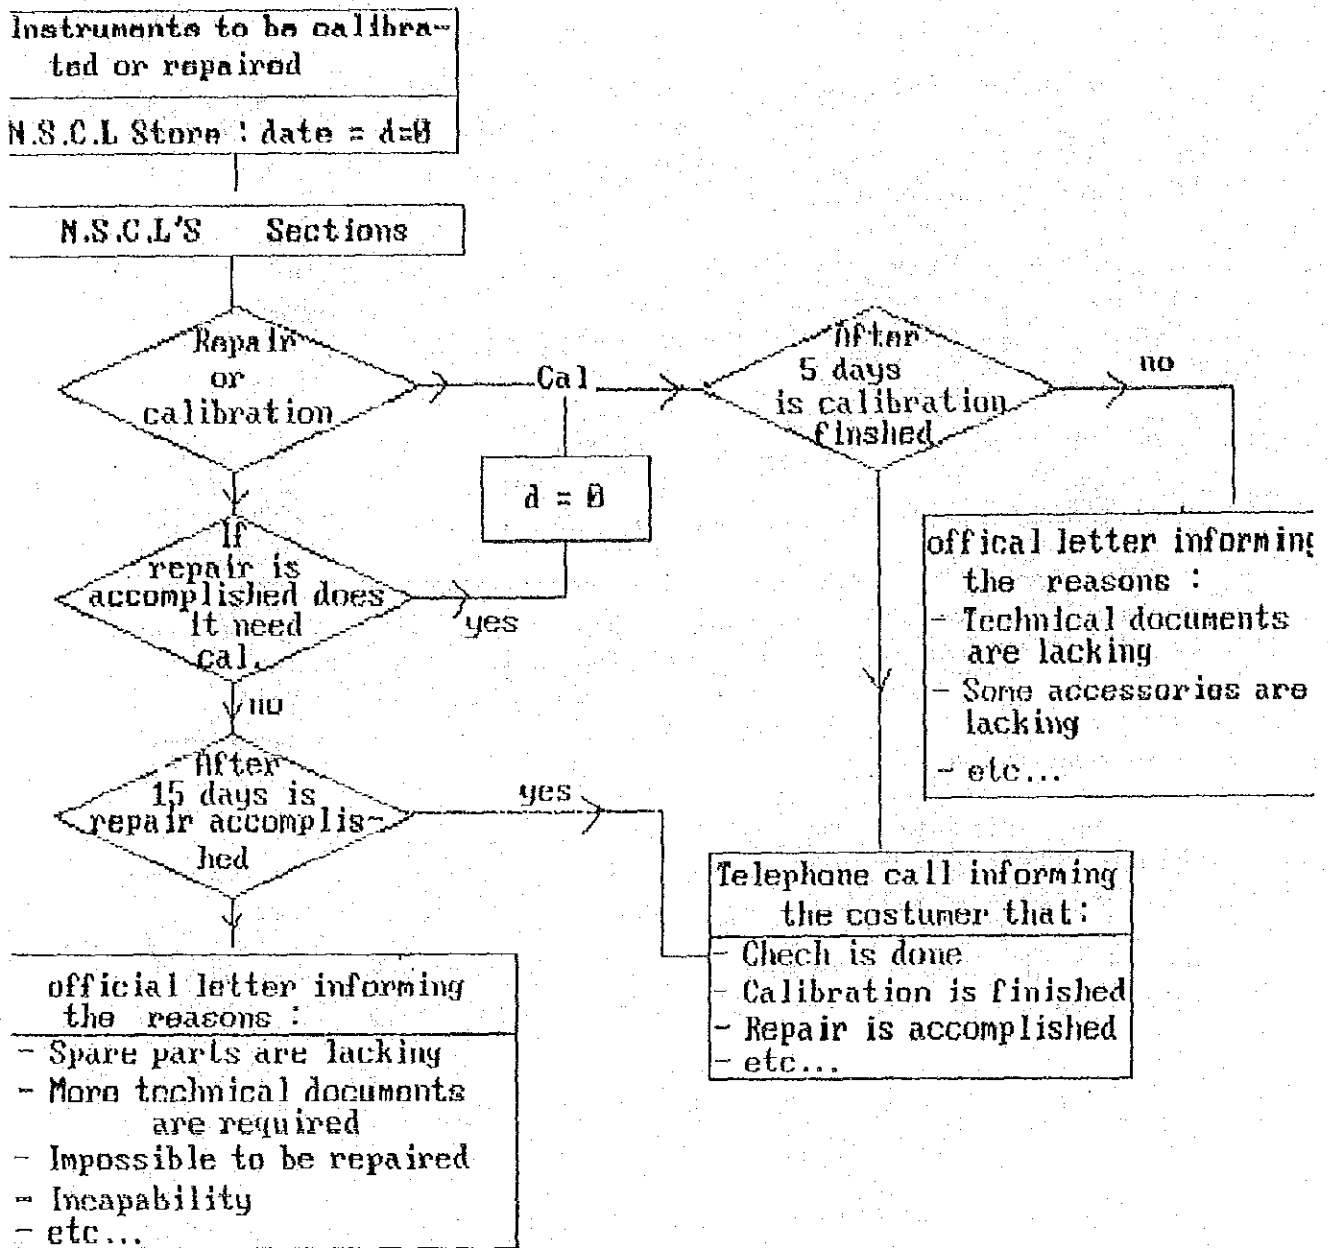 Instruments to be calibra-
ted or repaired
N.S.C.L Store : date = d=0
N.S.C.L'S Sections
Repair
or
calibration
Cal
After
5 days
is calibration
finshed
no
d = 0
If
repair is
accomplished does
it need
cal.
yes
offical letter informing
the reasons :
- Technical documents
are lacking
- Some accessories are
lacking
- etc...
no
After
15 days is
repair accomplis-
hed
yes
Telephone call informing
the costumer that:
- Chech is done
- Calibration is finished
- Repair is accomplished
- etc...
official letter informing
the reasons :
- Spare parts are lacking
- More technical documents
are required
- Impossible to be repaired
- Incapability
- etc...